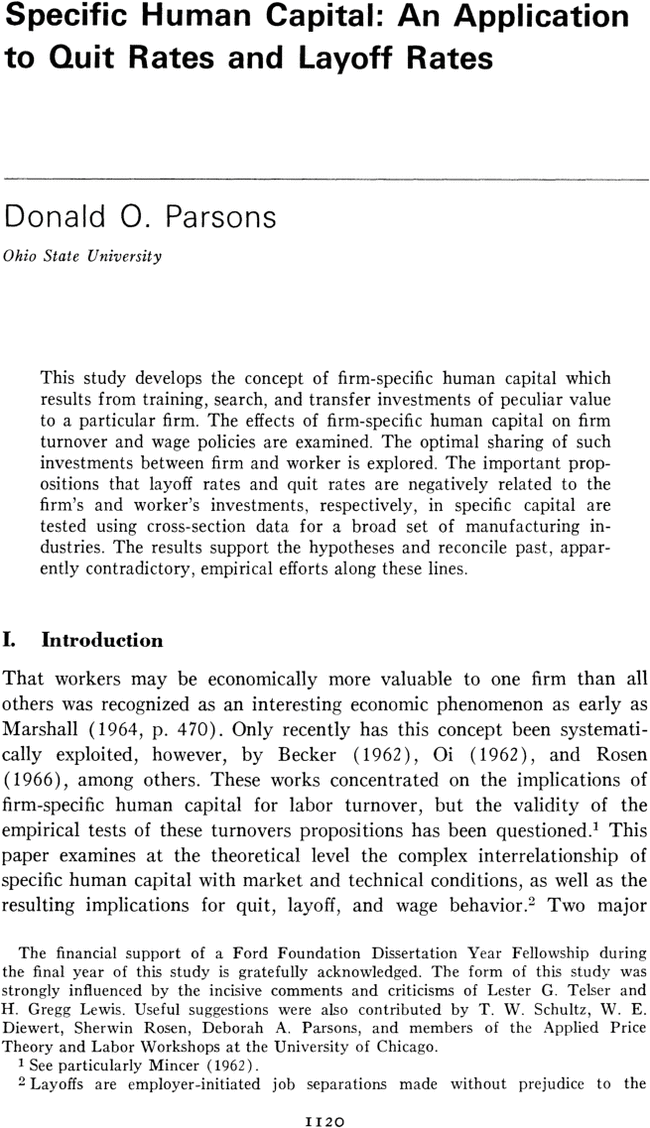 Specific Human Capital: An Application
to Quit Rates and Layoff Rates
Donald O. Parsons
Ohio State University
This study develops the concept of firm-specific human capital which
results from training, search, and transfer investments of peculiar value
to a particular firm. The effects of firm-specific human capital on firm
turnover and wage policies are examined. The optimal sharing of such
investments between firm and worker is explored. The important prop-
ositions that layoff rates and quit rates are negatively related to the
firm's and worker's investments, respectively, in specific capital are
tested using cross-section data for a broad set of manufacturing in-
dustries. The results support the hypotheses and reconcile past, appar-
ently contradictory, empirical efforts along these lines.
I. Introduction
That workers may be economically more valuable to one firm than all
others was recognized as an interesting economic phenomenon as early as
Marshall (1964, p. 470). Only recently has this concept been systemati-
cally exploited, however, by Becker (1962), Oi (1962), and Rosen
(1966), among others. These works concentrated on the implications of
firm-specific human capital for labor turnover, but the validity of the
empirical tests of these turnovers propositions has been questioned.1 This
paper examines at the theoretical level the complex interrelationship of
specific human capital with market and technical conditions, as well as the
resulting implications for quit, layoff, and wage behavior.2 Two major
The financial support of a Ford Foundation Dissertation Year Fellowship during
the final year of this study is gratefully acknowledged. The form of this study was
strongly influenced by the incisive comments and criticisms of Lester G. Telser and
H. Gregg Lewis. Useful suggestions were also contributed by T. W. Schultz, W. E.
Diewert, Sherwin Rosen, Deborah A. Parsons, and members of the Applied Price
Theory and Labor Workshops at the University of Chicago.
1 See particularly Mincer (1962).
2 Layoffs are employer-initiated job separations made without prejudice to the
1120